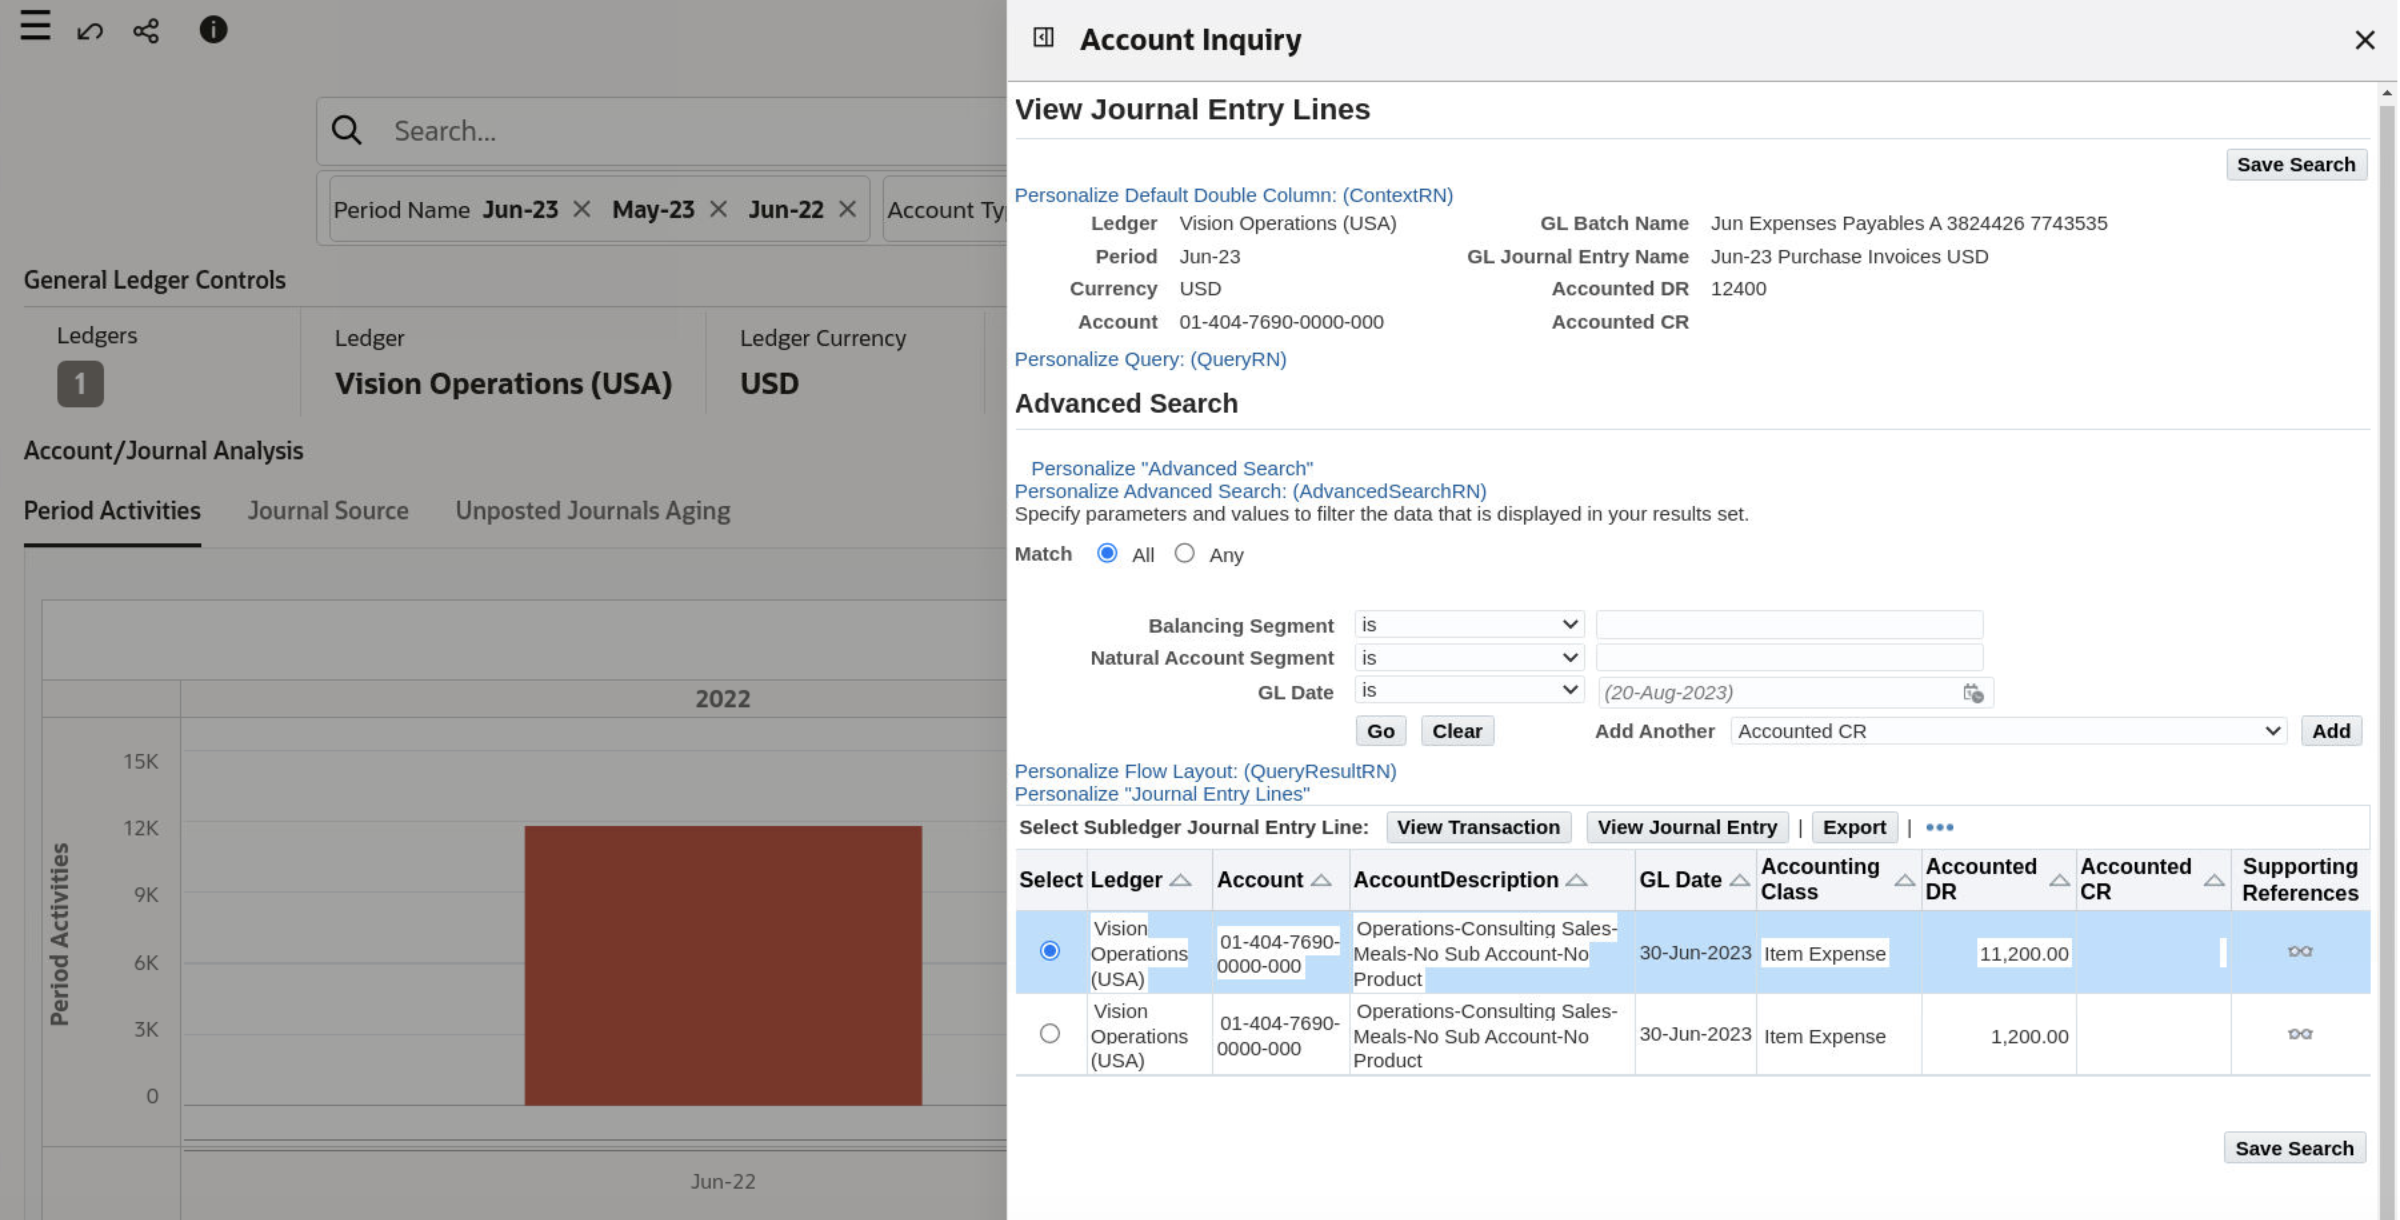 Search...
Period Name Jun-23 May-23 Jun-22 Account Ty
General Ledger Controls
Ledgers
1
Ledger
Vision Operations (USA)
Ledger Currency
USD
Account/Journal Analysis
Period Activities Journal Source Unposted Journals Aging
2022
Period Activities
15K
12K
9K
6K
3K
0
Jun-22
Account Inquiry
View Journal Entry Lines
Save Search
Personalize Default Double Column: (ContextRN)
Ledger Vision Operations (USA) GL Batch Name Jun Expenses Payables A 3824426 7743535
Period Jun-23 GL Journal Entry Name Jun-23 Purchase Invoices USD
Currency USD Accounted DR 12400
Account 01-404-7690-0000-000 Accounted CR
Personalize Query: (QueryRN)
Advanced Search
Personalize "Advanced Search"
Personalize Advanced Search: (AdvancedSearchRN)
Specify parameters and values to filter the data that is displayed in your results set.
Match All Any
Balancing Segment is
Natural Account Segment is
GL Date is (20-Aug-2023)
Go Clear Add Another Accounted CR Add
Personalize Flow Layout: (QueryResultRN)
Personalize "Journal Entry Lines"
Select Subledger Journal Entry Line: View Transaction View Journal Entry | Export | •••
Select Ledger Account AccountDescription GL Date Accounting Class Accounted DR Accounted CR Supporting References
Vision Operations (USA) 01-404-7690-0000-000 Operations-Consulting Sales-Meals-No Sub Account-No Product 30-Jun-2023 Item Expense 11,200.00
Vision Operations (USA) 01-404-7690-0000-000 Operations-Consulting Sales-Meals-No Sub Account-No Product 30-Jun-2023 Item Expense 1,200.00
Save Search